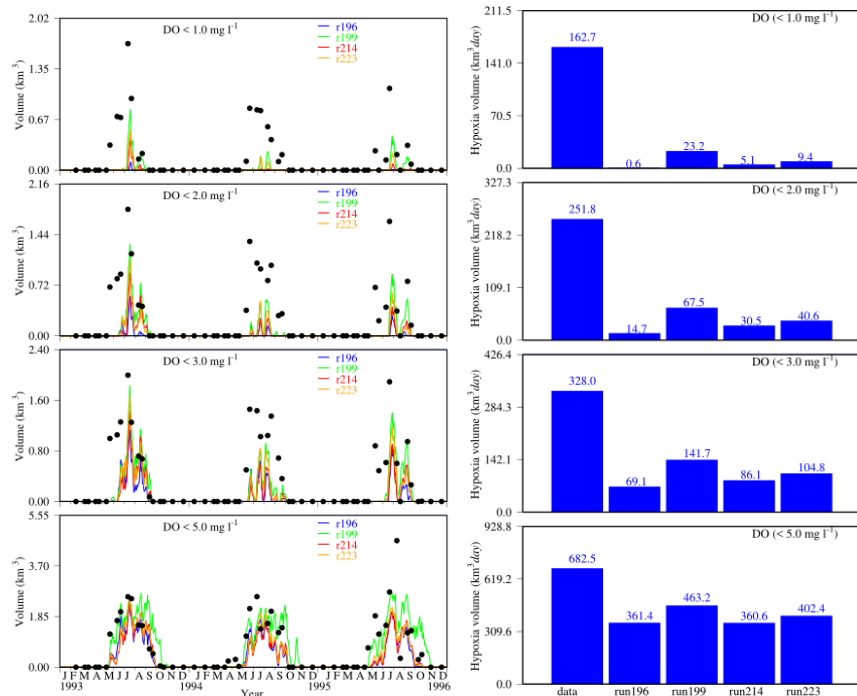 2.02
1.35
0.67
0.00
Volume (km³)
DO < 1.0 mg l⁻¹
r196
r199
r214
r223
2.16
1.44
0.72
0.00
Volume (km³)
DO < 2.0 mg l⁻¹
r196
r199
r214
r223
2.40
1.60
0.80
0.00
Volume (km³)
DO < 3.0 mg l⁻¹
r196
r199
r214
r223
5.55
3.70
1.85
0.00
Volume (km³)
DO < 5.0 mg l⁻¹
r196
r199
r214
r223
J F M A M J J A S O N D J F M A M J J A S O N D J F M A M J J A S O N D
1993 1994 1995 1996
Year
211.5
141.0
70.5
0.0
Hypoxia volume (km³day)
DO (< 1.0 mg l⁻¹)
162.7
0.6
23.2
5.1
9.4
327.3
218.2
109.1
0.0
Hypoxia volume (km³day)
DO (< 2.0 mg l⁻¹)
251.8
14.7
67.5
30.5
40.6
426.4
284.3
142.1
0.0
Hypoxia volume (km³day)
DO (< 3.0 mg l⁻¹)
328.0
69.1
141.7
86.1
104.8
928.8
619.2
309.6
0.0
Hypoxia volume (km³day)
DO (< 5.0 mg l⁻¹)
682.5
361.4
463.2
360.6
402.4
data run196 run199 run214 run223